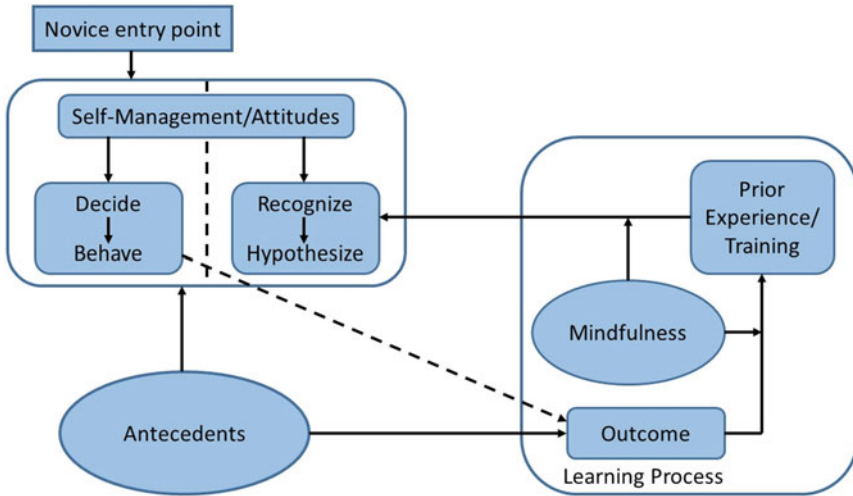 Novice entry point
Self-Management/Attitudes
Decide
Behave
Recognize
Hypothesize
Prior
Experience/
Training
Mindfulness
Antecedents
Outcome
Learning Process